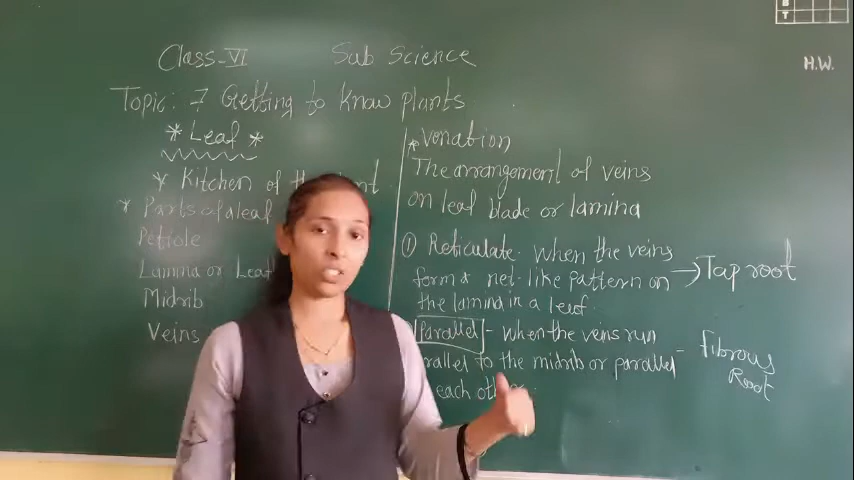 B
T
H.W.
Class-VI Sub Science
Topic: 7 Getting to know plants
* Leaf *
* Kitchen of the
* Parts of a leaf
Petiole
Lamina or Leaf
Midrib
Veins
* Venation
The arrangement of veins
on leaf blade or lamina
① Reticulate. when the veins
form a net-like pattern on → Tap root
the lamina in a leaf.
Parallel - when the veins run
parallel to the midrib or parallel - Fibrous
Root
each other.